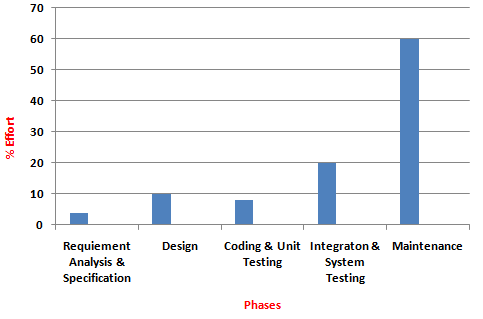 70
60
50
40
30
20
10
0
% Effort
Requiement
Analysis &
Specification
Design
Coding & Unit
Testing
Integraton &
System
Testing
Maintenance
Phases